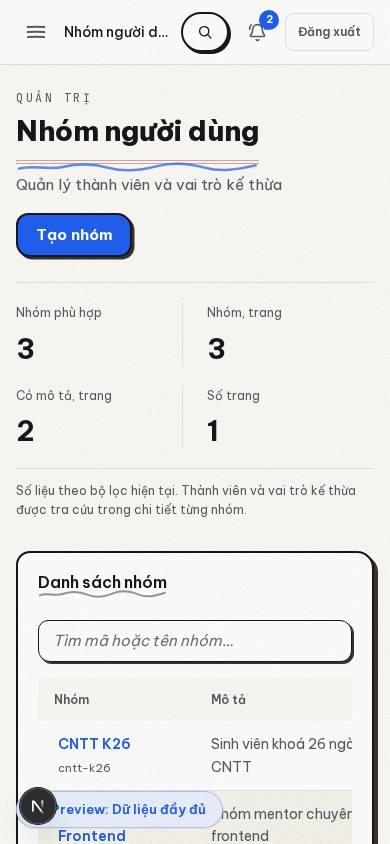 Nhóm người d...
2
Đăng xuất
QUẢN TRỊ
Nhóm người dùng
Quản lý thành viên và vai trò kế thừa
Tạo nhóm
Nhóm phù hợp
Nhóm, trang
3
3
Có mô tả, trang
Số trang
2
1
Số liệu theo bộ lọc hiện tại. Thành viên và vai trò kế thừa
được tra cứu trong chi tiết từng nhóm.
Danh sách nhóm
Tìm mã hoặc tên nhóm...
Nhóm
Mô tả
CNTT K26
Sinh viên khoá 26
cntt-k26
CNTT
N
Preview: Dữ liệu đầy đủ
Nhóm mentor
Frontend
frontend